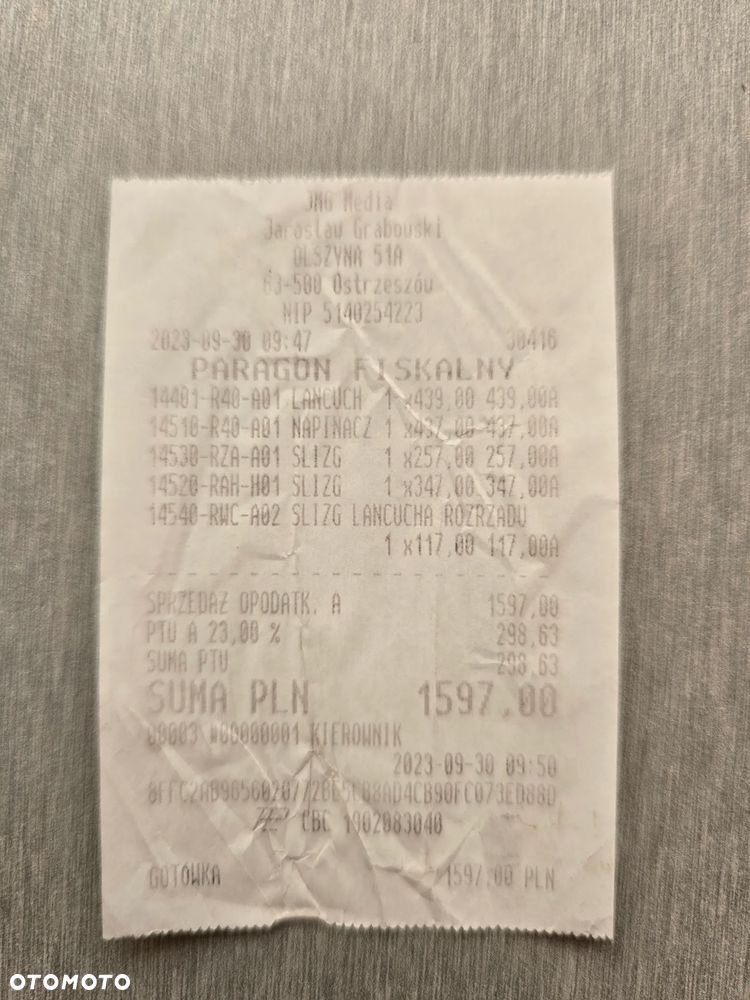 JMG Media
Jarosław Grabowski
OLSZYNA 51A
63-500 Ostrzeszów
NIP 5140254223
2023-09-30 09:47 30416
PARAGON FISKALNY
14401-R40-A01 LANCUCH 1 x439,00 439,00A
14510-R40-A01 NAPINACZ 1 x437,00 437,00A
14530-RZA-A01 SLIZG 1 x257,00 257,00A
14520-RAH-H01 SLIZG 1 x347,00 347,00A
14540-RWC-A02 SLIZG LANCUCHA ROZRZADU
1 x117,00 117,00A
SPRZEDAŻ OPODATK. A 1597,00
PTU A 23,00 % 298,63
SUMA PTU 298,63
SUMA PLN 1597,00
00003 #00000001 KIEROWNIK
2023-09-30 09:50
CBC 1902083040
GOTÓWKA 1597,00 PLN
OTOMOTO